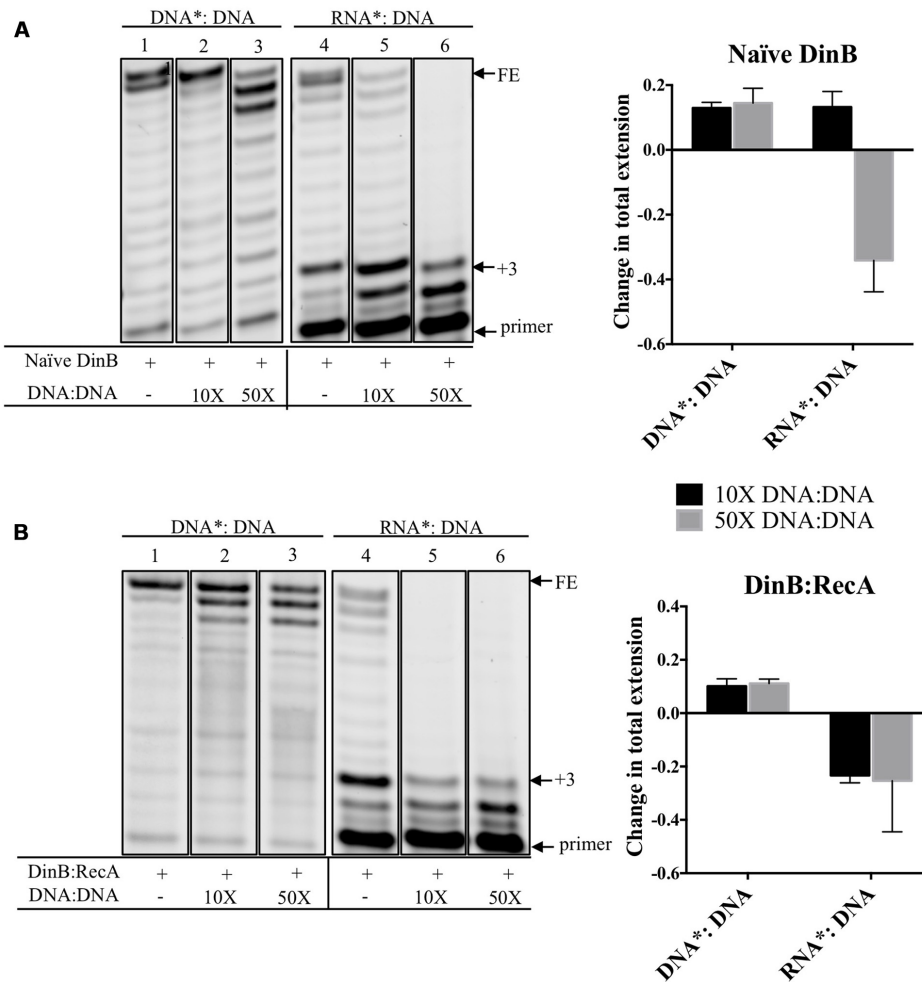 A
DNA*: DNA RNA*: DNA
1 2 3 4 5 6
FE
+3
primer
Naïve DinB + + + + + +
DNA:DNA - 10X 50X - 10X 50X
Naïve DinB
Change in total extension
0.2
0.0
-0.2
-0.4
-0.6
DNA*: DNA
RNA*: DNA
10X DNA:DNA
50X DNA:DNA
B
DNA*: DNA RNA*: DNA
1 2 3 4 5 6
FE
+3
primer
DinB:RecA + + + + + +
DNA:DNA - 10X 50X - 10X 50X
DinB:RecA
Change in total extension
0.4
0.2
0.0
-0.2
-0.4
-0.6
DNA*: DNA
RNA*: DNA